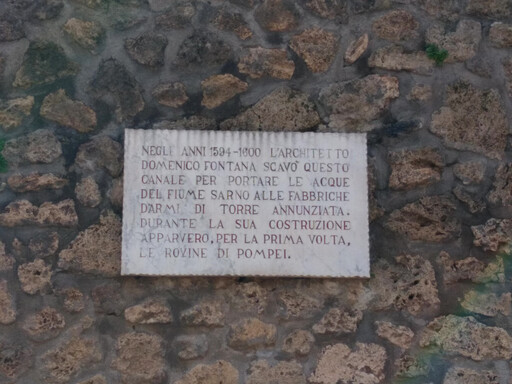 NEGLI ANNI 1594-1600 L'ARCHITETTO
DOMENICO FONTANA SCAVÒ QUESTO
CANALE PER PORTARE LE ACQUE
DEL FIUME SARNO ALLE FABBRICHE
D'ARMI DI TORRE ANNUNZIATA.
DURANTE LA SUA COSTRUZIONE
APPARVERO, PER LA PRIMA VOLTA,
LE ROVINE DI POMPEI.